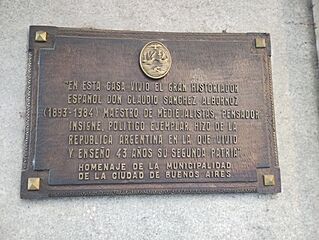 "EN ESTA CASA VIVIO EL GRAN HISTORIADOR
ESPAÑOL DON CLAUDIO SANCHEZ ALBORNOZ
(1893-1984) MAESTRO DE MEDIEVALISTAS, PENSADOR
INSIGNE, POLITICO EJEMPLAR, HIZO DE LA
REPUBLICA ARGENTINA EN LA QUE VIVIO
Y ENSEÑO 43 AÑOS SU SEGUNDA PATRIA"
HOMENAJE DE LA MUNICIPALIDAD
DE LA CIUDAD DE BUENOS AIRES